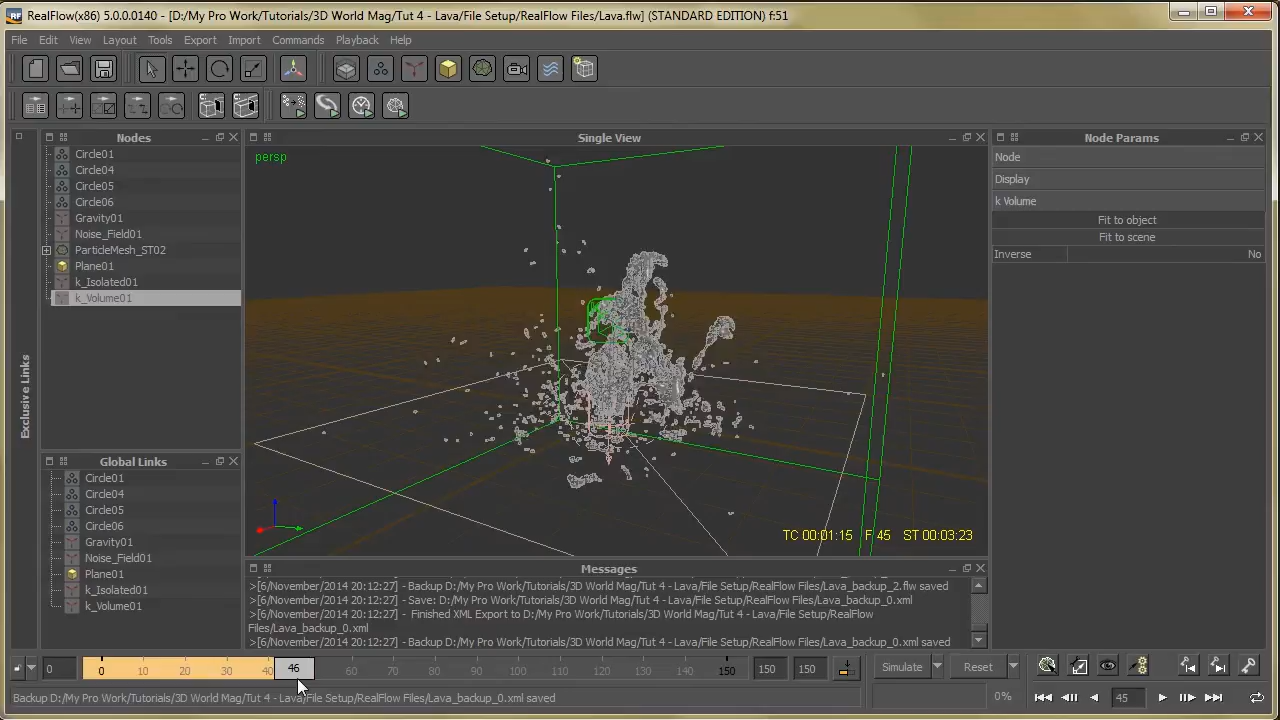 RealFlow(x86) 5.0.0.0140 - [D:/My Pro Work/Tutorials/3D World Mag/Tut 4 - Lava/File Setup/RealFlow Files/Lava.flw] (STANDARD EDITION) f:51
File Edit View Layout Tools Export Import Commands Playback Help
Nodes
Circle01
Circle04
Circle05
Circle06
Gravity01
Noise_Field01
ParticleMesh_ST02
Plane01
k_Isolated01
k_Volume01
Exclusive Links
Global Links
Circle01
Circle04
Circle05
Circle06
Gravity01
Noise_Field01
Plane01
k_Isolated01
k_Volume01
Single View
persp
TC 00:01:15 F 45 ST 00:03:23
Node Params
Node
Display
k Volume
Fit to object
Fit to scene
Inverse No
Messages
>[6/November/2014 20:12:27] - Backup D:/My Pro Work/Tutorials/3D World Mag/Tut 4 - Lava/File Setup/RealFlow Files/Lava_backup_2.flw saved
>[6/November/2014 20:12:27] - Save: D:/My Pro Work/Tutorials/3D World Mag/Tut 4 - Lava/File Setup/RealFlow Files/Lava_backup_0.xml
>[6/November/2014 20:12:27] - Finished XML Export to D:/My Pro Work/Tutorials/3D World Mag/Tut 4 - Lava/File Setup/RealFlow
Files/Lava_backup_0.xml
>[6/November/2014 20:12:27] - Backup D:/My Pro Work/Tutorials/3D World Mag/Tut 4 - Lava/File Setup/RealFlow Files/Lava_backup_0.xml saved
0 0 10 20 30 40 46 60 70 80 90 100 110 120 130 140 150 150 150 Simulate Reset
Backup D:/My Pro Work/Tutorials/3D World Mag/Tut 4 - Lava/File Setup/RealFlow Files/Lava_backup_0.xml saved
0% 45